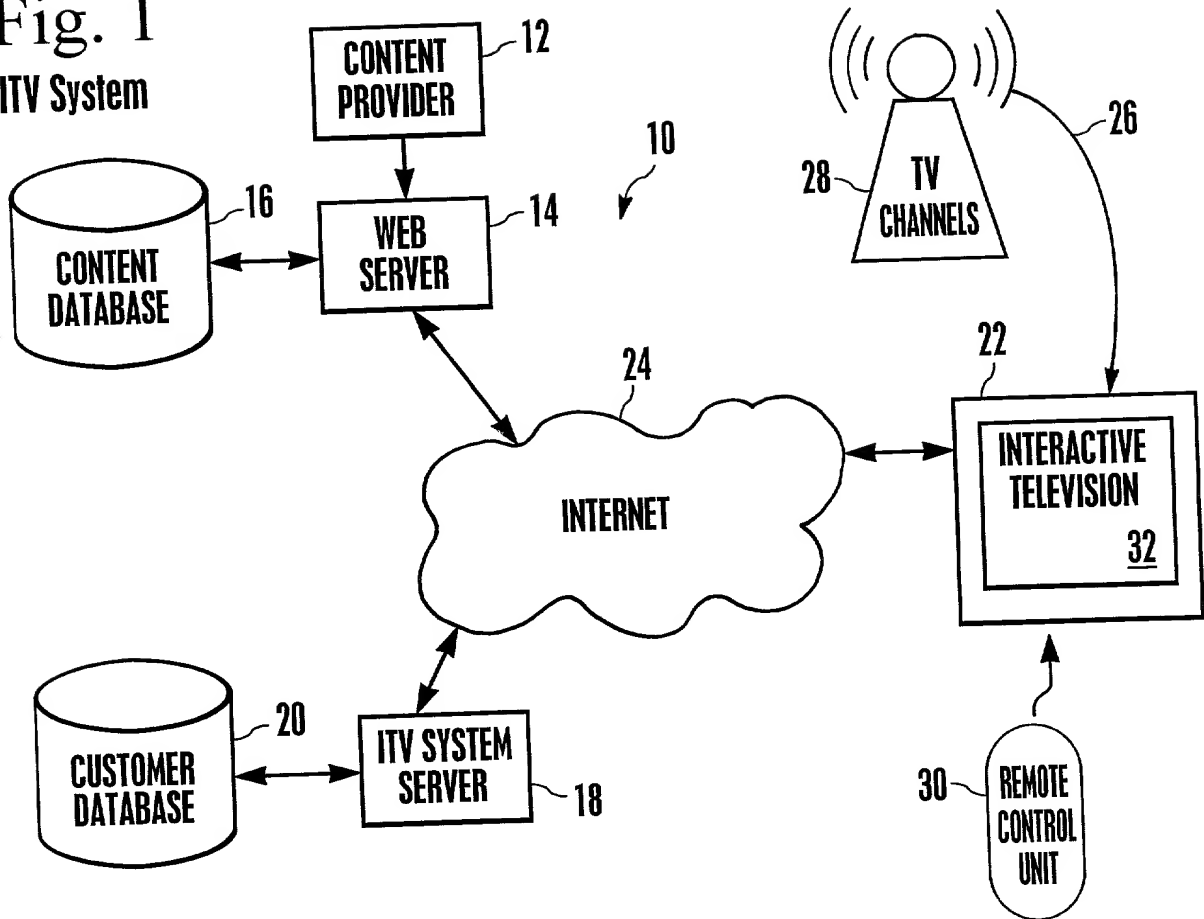 Fig. 1
ITV System
CONTENT
PROVIDER
12
10
26
28
TV
CHANNELS
16
14
WEB
SERVER
CONTENT
DATABASE
24
22
INTERNET
INTERACTIVE
TELEVISION
32
20
CUSTOMER
DATABASE
ITV SYSTEM
SERVER
18
30
REMOTE
CONTROL
UNIT